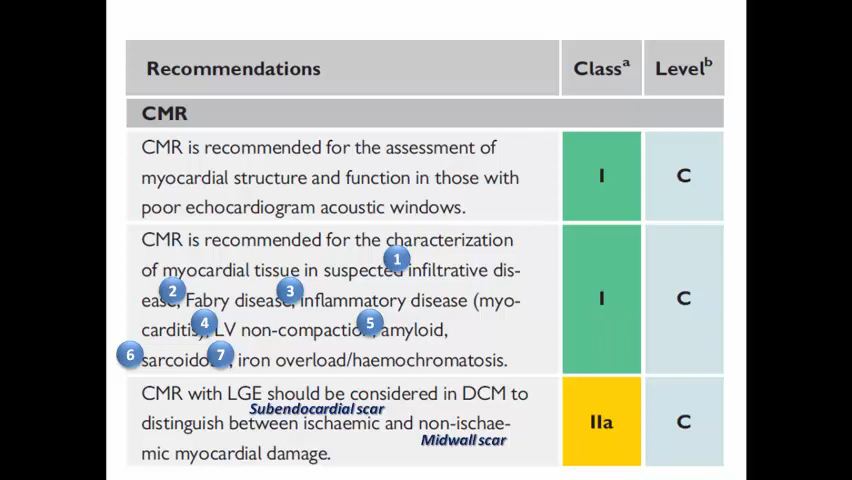 Recommendations Classᵃ Levelᵇ
CMR
CMR is recommended for the assessment of
myocardial structure and function in those with
poor echocardiogram acoustic windows.
I C
CMR is recommended for the characterization
1
of myocardial tissue in suspected infiltrative dis-
2 3
ease, Fabry disease, inflammatory disease (myo-
4 5
carditis), LV non-compaction, amyloid,
6 7
sarcoidosis, iron overload/haemochromatosis.
I C
CMR with LGE should be considered in DCM to
Subendocardial scar
distinguish between ischaemic and non-ischae-
Midwall scar
mic myocardial damage.
IIa C